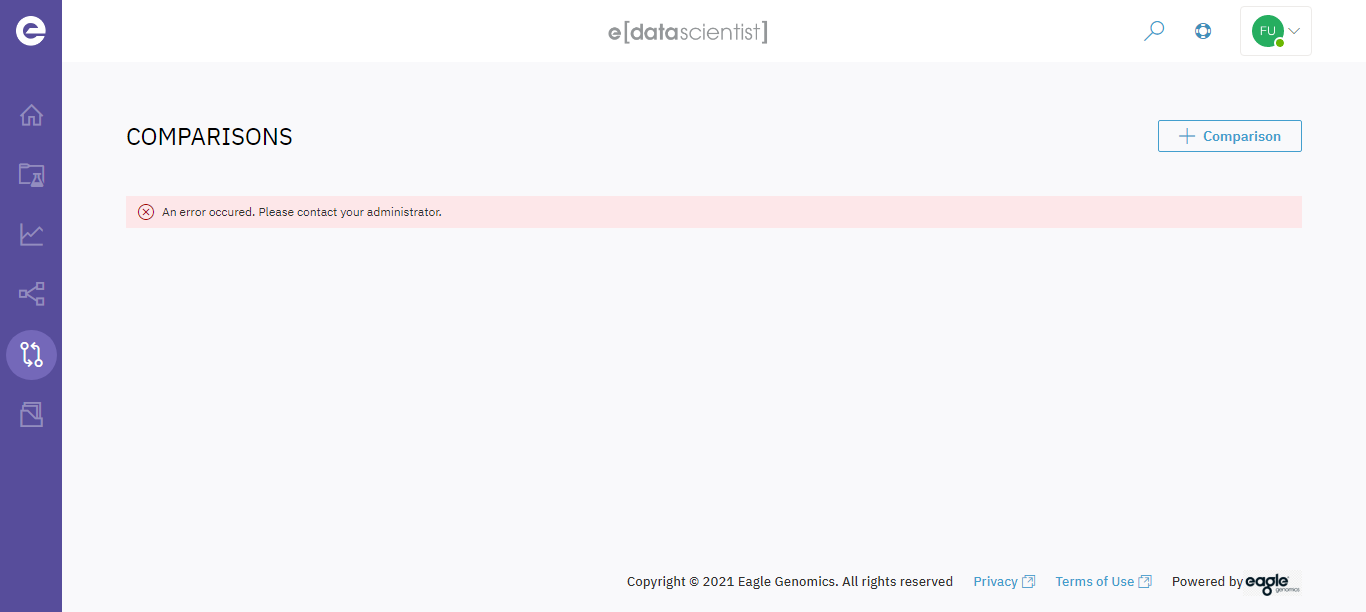 e[datascientist]
FU
COMPARISONS
Comparison
An error occured. Please contact your administrator.
Copyright © 2021 Eagle Genomics. All rights reserved Privacy Terms of Use Powered by eagle genomics